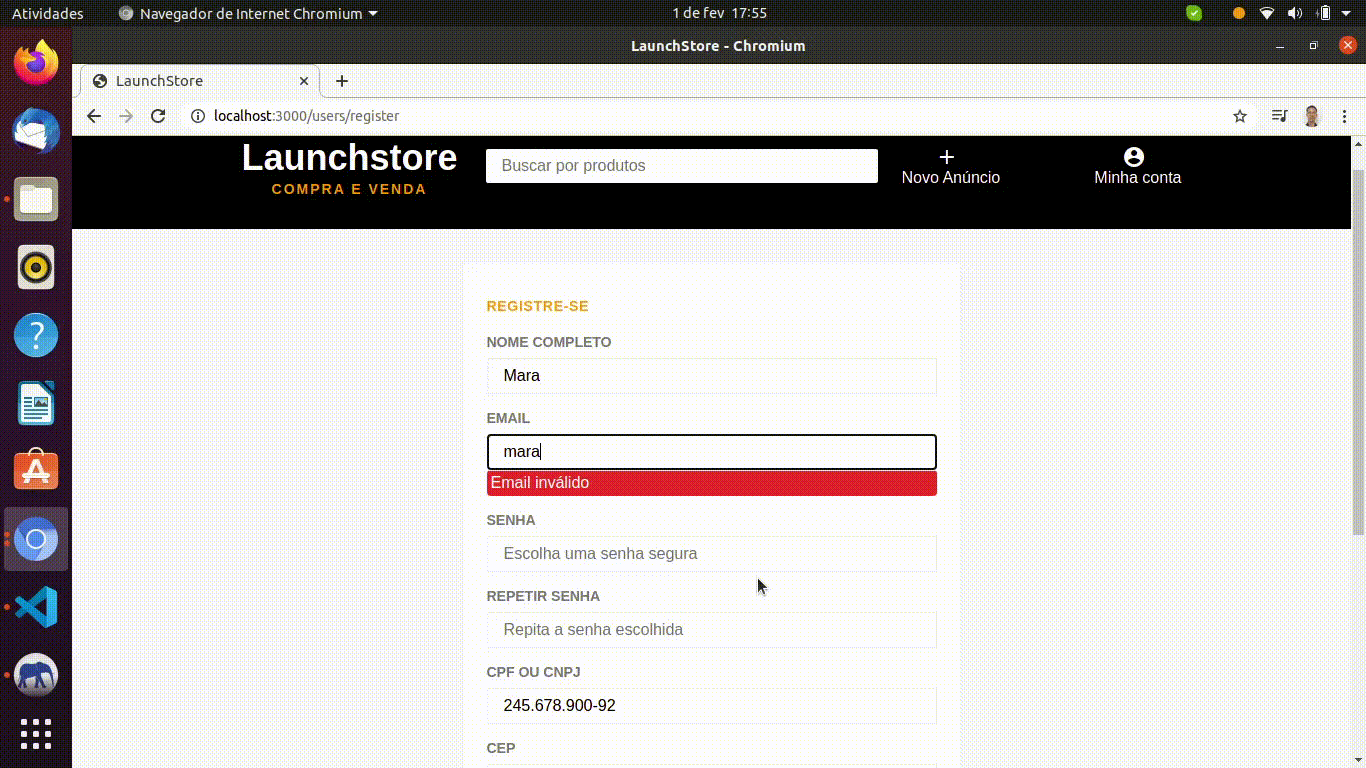 Atividades
Navegador de Internet Chromium
1 de fev 17:55
LaunchStore - Chromium
LaunchStore
localhost:3000/users/register
Launchstore
COMPRA E VENDA
Buscar por produtos
Novo Anúncio
Minha conta
REGISTRE-SE
NOME COMPLETO
Mara
EMAIL
mara
Email inválido
SENHA
Escolha uma senha segura
REPETIR SENHA
Repita a senha escolhida
CPF OU CNPJ
245.678.900-92
CEP